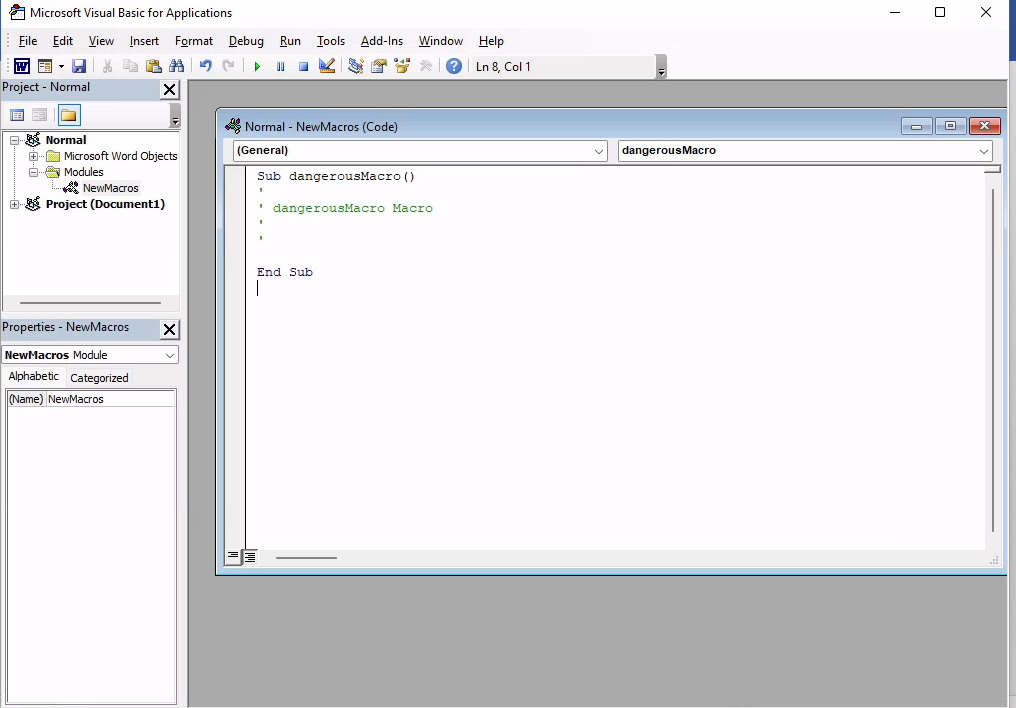 Microsoft Visual Basic for Applications
File Edit View Insert Format Debug Run Tools Add-Ins Window Help
Ln 8, Col 1
Project - Normal
Normal
Microsoft Word Objects
Modules
NewMacros
Project (Document1)
Properties - NewMacros
NewMacros Module
Alphabetic Categorized
(Name) NewMacros
Normal - NewMacros (Code)
(General) dangerousMacro
Sub dangerousMacro()
'
' dangerousMacro Macro
'
'
End Sub